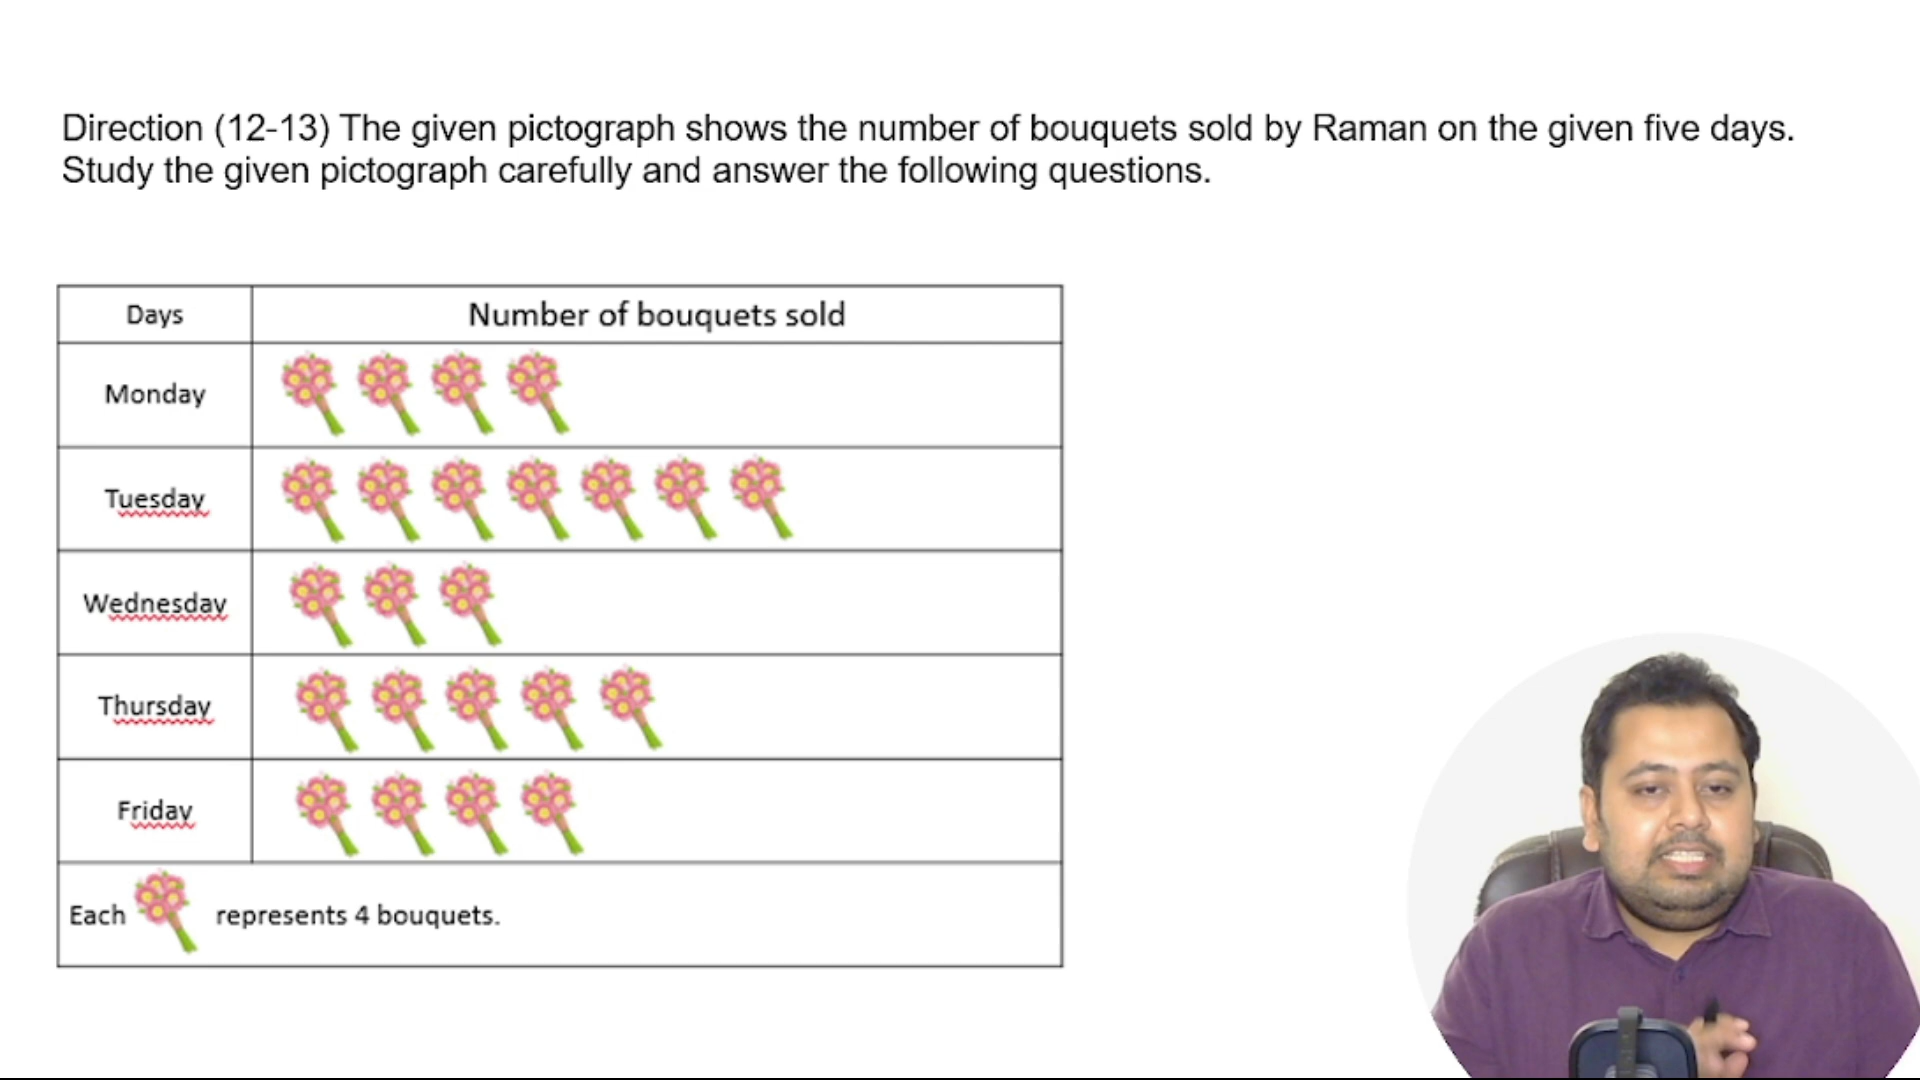 Direction (12-13) The given pictograph shows the number of bouquets sold by Raman on the given five days.
Study the given pictograph carefully and answer the following questions.
Days Number of bouquets sold
Monday
Tuesday
Wednesday
Thursday
Friday
Each represents 4 bouquets.